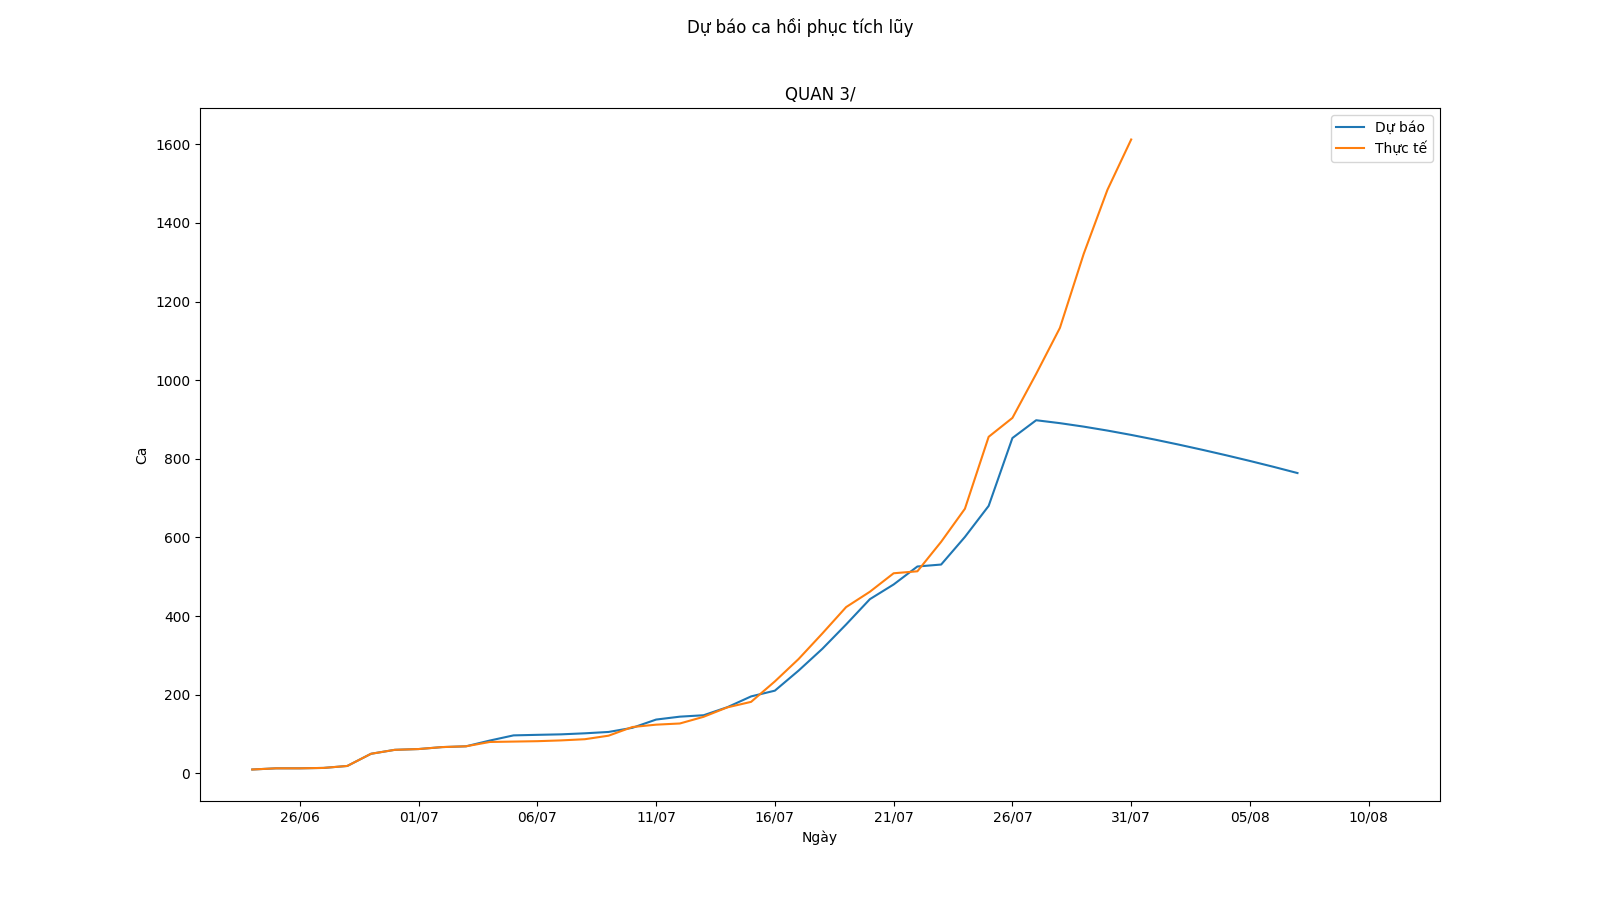 Dự báo ca hồi phục tích lũy
QUAN 3/
Dự báo
Thực tế
1600
1400
1200
1000
800
600
400
200
0
Ca
26/06 01/07 06/07 11/07 16/07 21/07 26/07 31/07 05/08 10/08
Ngày